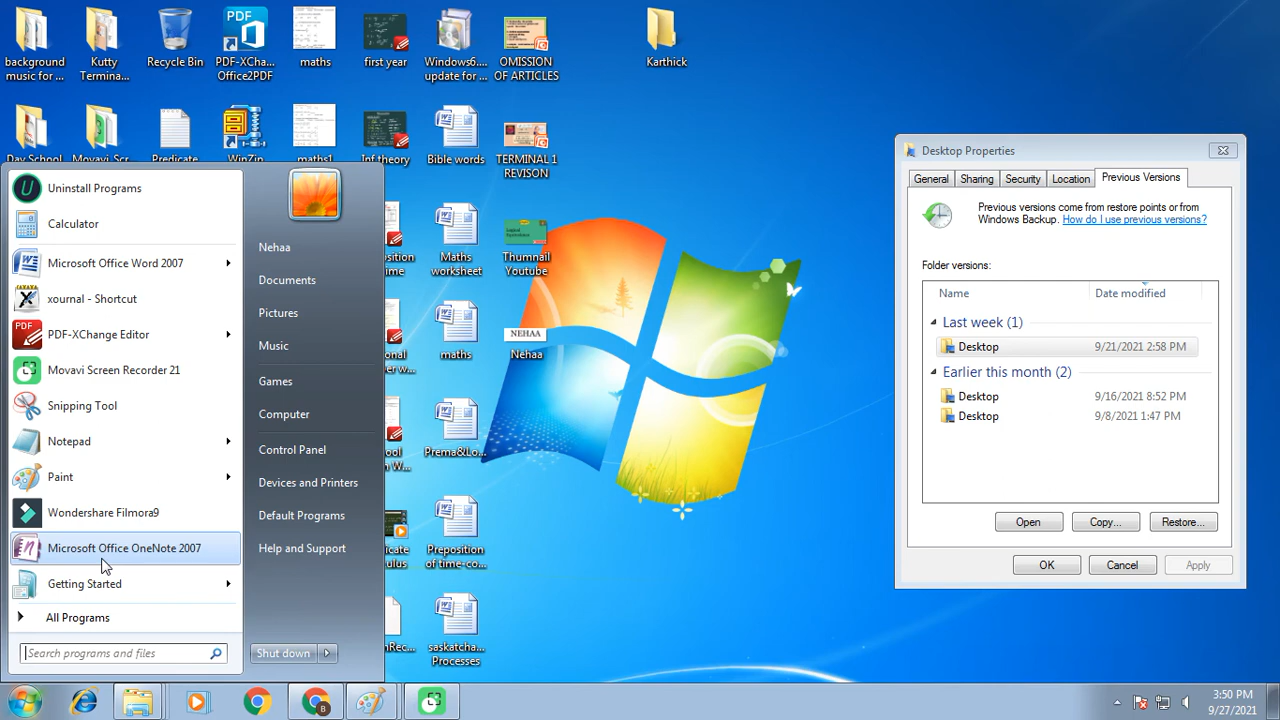 background
music for ...
Kutty
Termina...
Recycle Bin
PDF
PDF-XCha...
Office2PDF
maths
first year
Windows6....
update for ...
OMISSION
OF ARTICLES
Karthick
Day School
Movavi Scr...
Predicate
WinZip
maths1
Inf theory
Bible words
TERMINAL 1
REVISON
Maths
worksheet
Thumnail
Youtube
maths
NEHAA
Nehaa
Prema&Lo...
Preposition
of time-co...
saskatcha...
Processes
Uninstall Programs
Calculator
Microsoft Office Word 2007
xournal - Shortcut
PDF
PDF-XChange Editor
Movavi Screen Recorder 21
Snipping Tool
Notepad
Paint
Wondershare Filmora9
Microsoft Office OneNote 2007
Getting Started
All Programs
Search programs and files
Nehaa
Documents
Pictures
Music
Games
Computer
Control Panel
Devices and Printers
Default Programs
Help and Support
Shut down
Desktop Properties
General
Sharing
Security
Location
Previous Versions
Previous versions come from restore points or from
Windows Backup. How do I use previous versions?
Folder versions:
Name
Date modified
Last week (1)
Desktop 9/21/2021 2:58 PM
Earlier this month (2)
Desktop 9/16/2021 8:52 PM
Desktop 9/8/2021 1:47 PM
Open
Copy...
Restore...
OK
Cancel
Apply
3:50 PM
9/27/2021